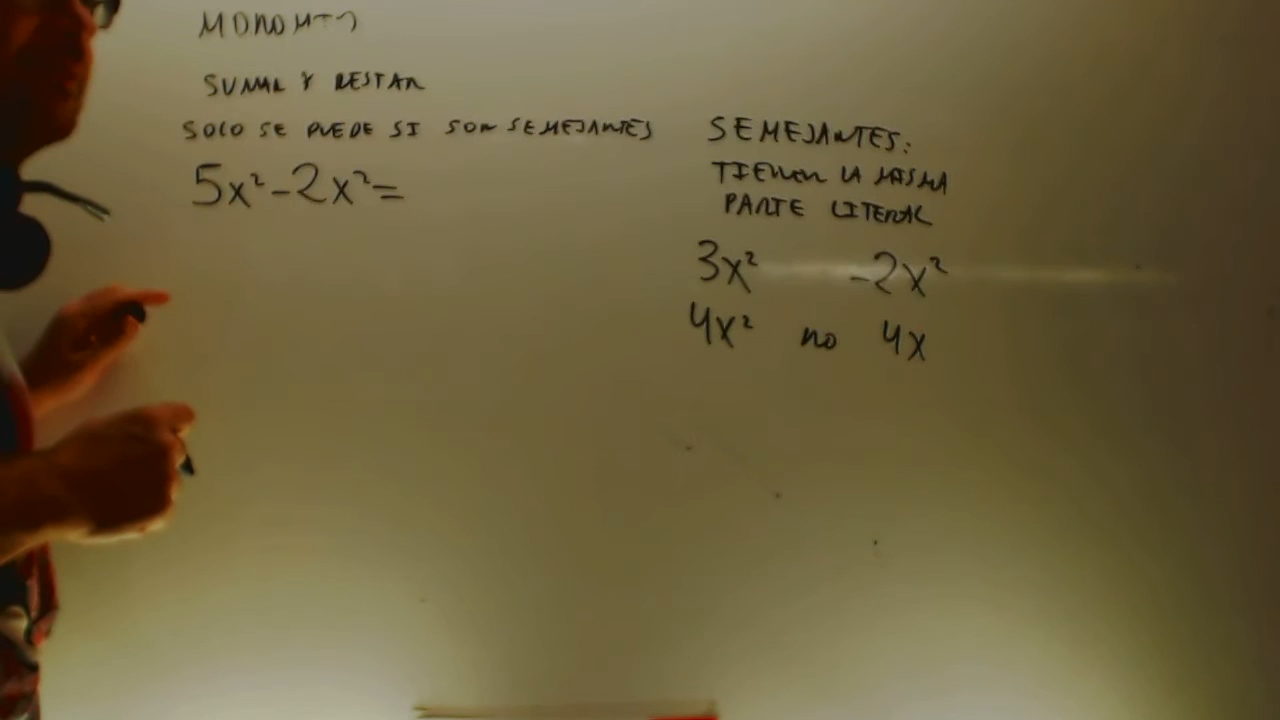 SUMAR Y RESTAR
SOLO SE PUEDE SI SON SEMEJANTES
5x²-2x²=
SEMEJANTES:
TIENEN LA MISMA
PARTE LITERAL
3x² -2x²
4x² no 4x